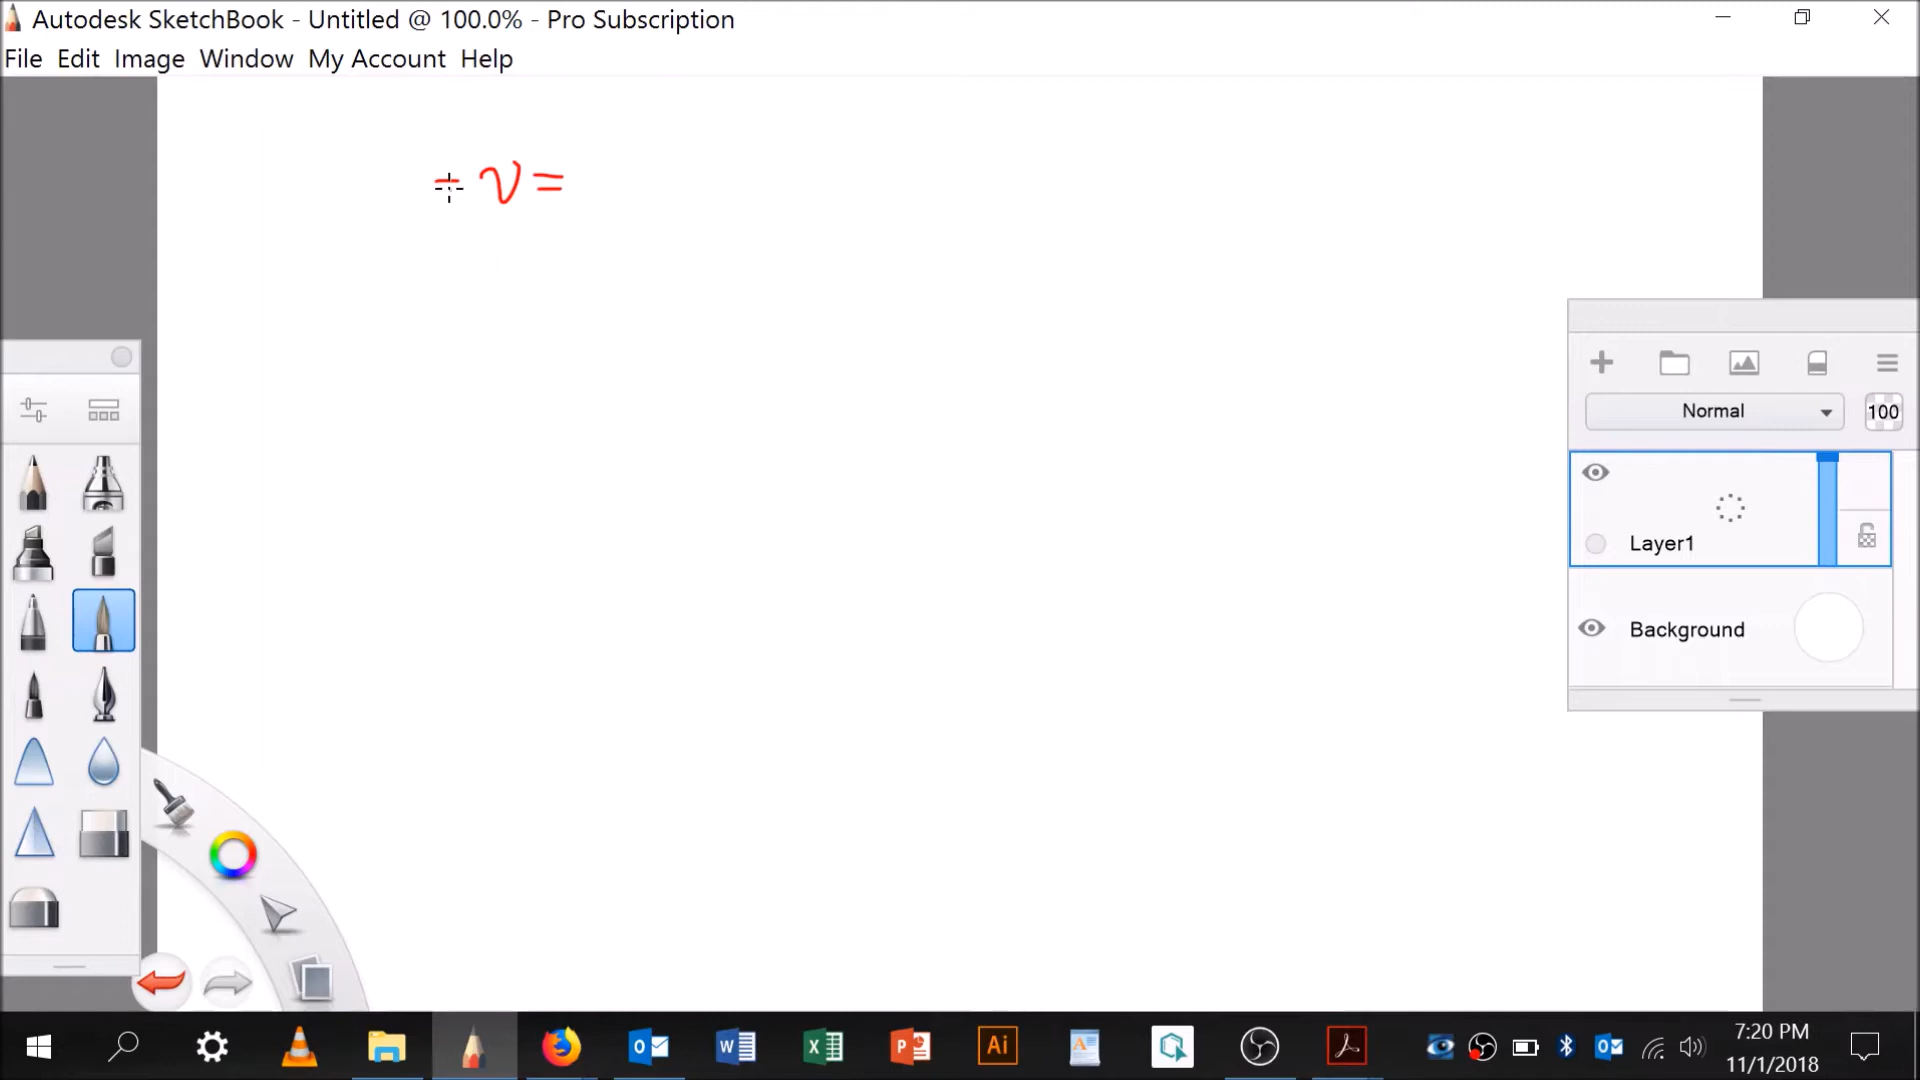 Autodesk SketchBook - Untitled @ 100.0% - Pro Subscription
File Edit Image Window My Account Help
- v =
Normal 100
Layer1
Background
Ai
7:20 PM
11/1/2018